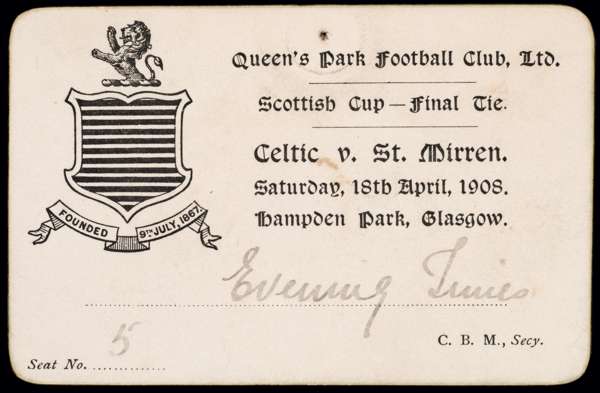 Queen's Park Football Club, Ltd.
Scottish Cup — Final Tie.
Celtic v. St. Mirren.
Saturday, 18th April, 1908.
Hampden Park, Glasgow.
FOUNDED 9TH JULY, 1867
Evening Times
C. B. M., Secy.
Seat No. 5